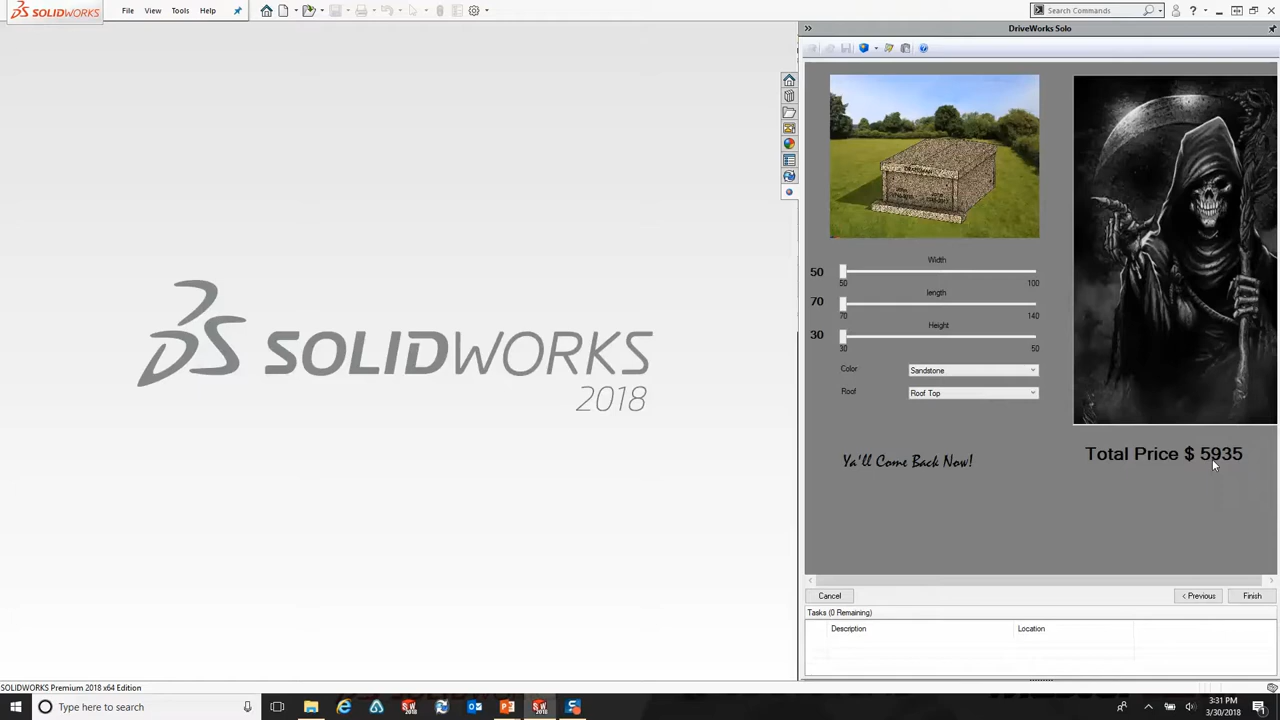 SOLIDWORKS
File
Edit
Tools
Help
Search Commands
DriveWorks Solo
Width
50
50
100
length
70
70
140
Height
30
30
50
Color
Sandstone
Roof
Roof Top
Ya'll Come Back Now!
Total Price $ 5935
SOLIDWORKS
2018
Cancel
< Previous
Finish
Tasks (0 Remaining)
Description
Location
SOLIDWORKS Premium 2018 x64 Edition
Type here to search
3:31 PM
3/30/2018